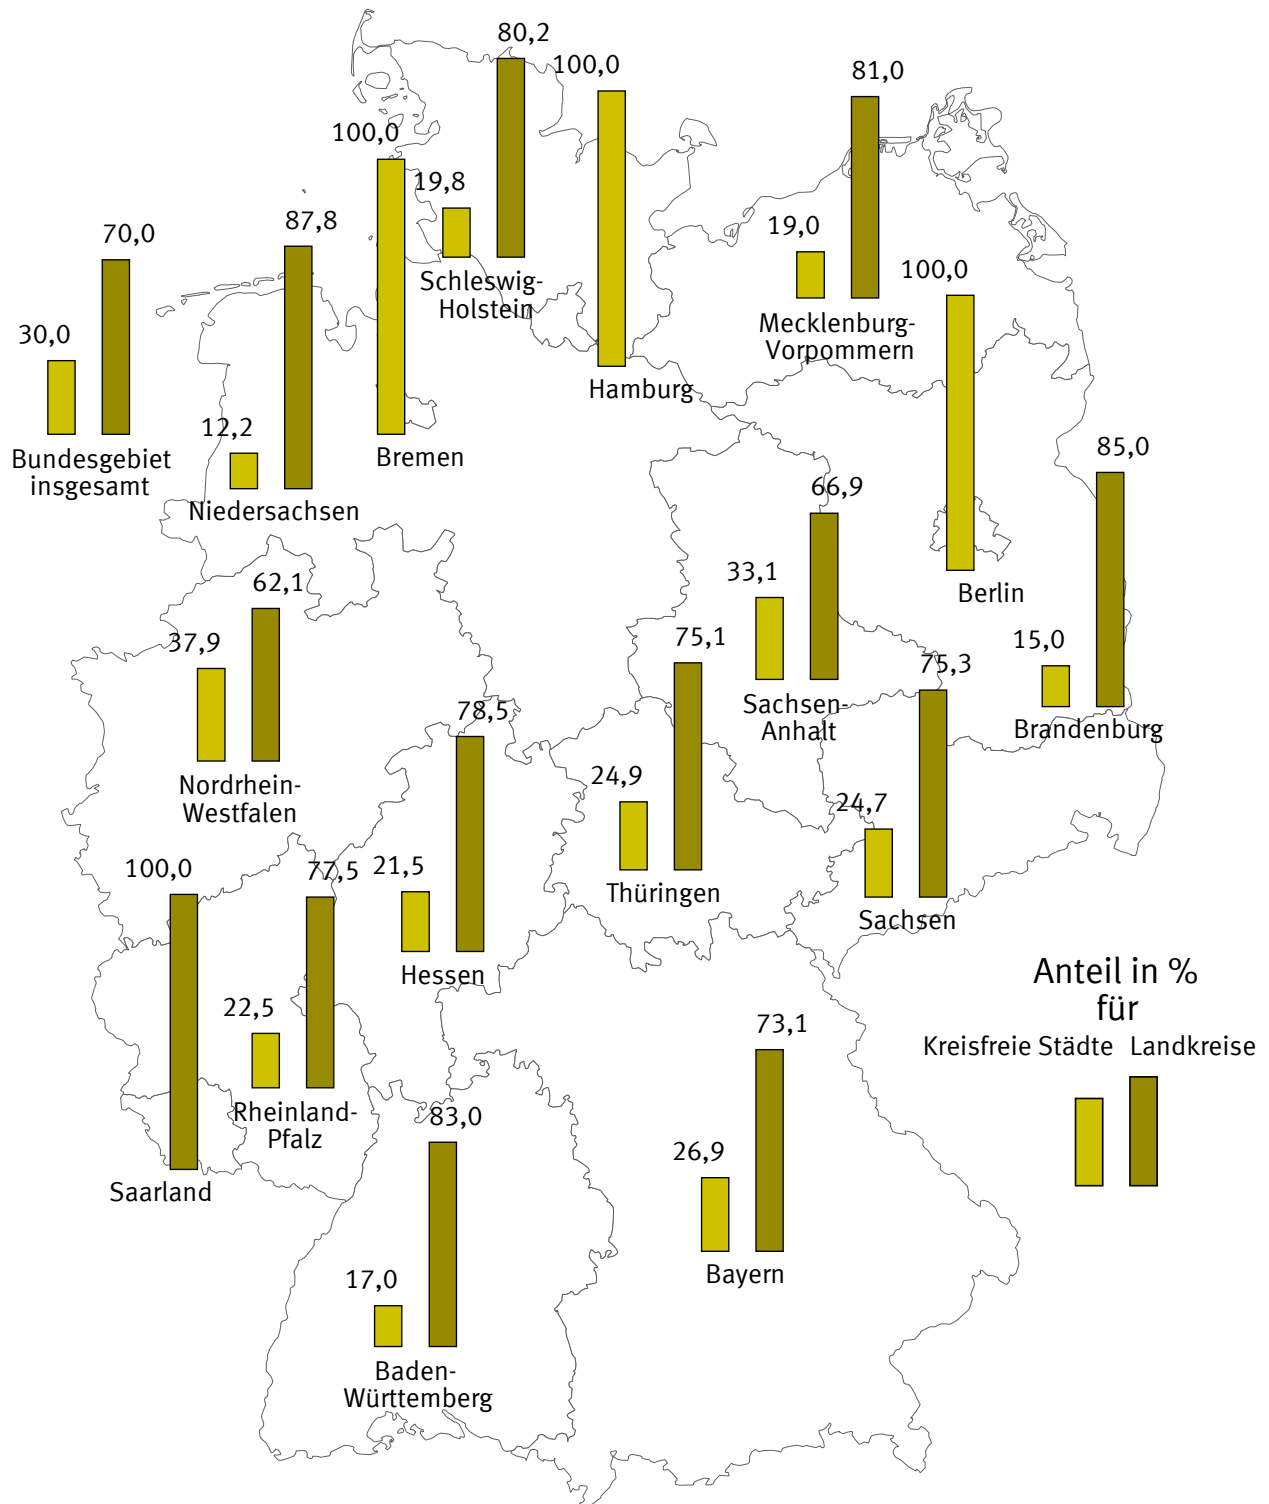 80,2
100,0
81,0
100,0
19,8
87,8
19,0
70,0
100,0
Schleswig-
Holstein
30,0
Mecklenburg-
Vorpommern
Hamburg
12,2
85,0
Bundesgebiet
insgesamt
Bremen
66,9
Niedersachsen
33,1
62,1
Berlin
37,9
75,1
15,0
75,3
78,5
Sachsen-
Anhalt
Brandenburg
Nordrhein-
Westfalen
24,9
24,7
100,0
77,5
21,5
Thüringen
Sachsen
Hessen
Anteil in %
für
22,5
73,1
Kreisfreie Städte Landkreise
Rheinland-
Pfalz
83,0
26,9
Saarland
17,0
Bayern
Baden-
Württemberg